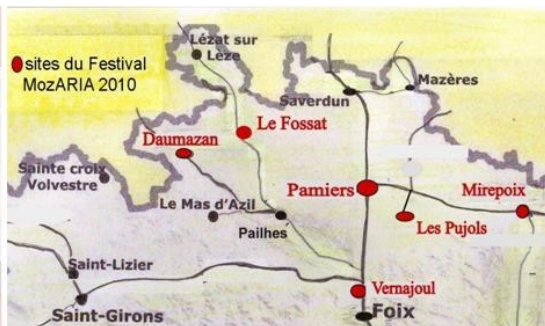 sites du Festival
MozARIA 2010
Lézat sur
Lèze
Mazères
Saverdun
Le Fossat
Daumazan
Sainte croix
Volvestre
Pamiers
Mirepoix
Le Mas d'Azil
Les Pujols
Pailhes
Saint-Lizier
Vernajoul
Saint-Girons
Foix